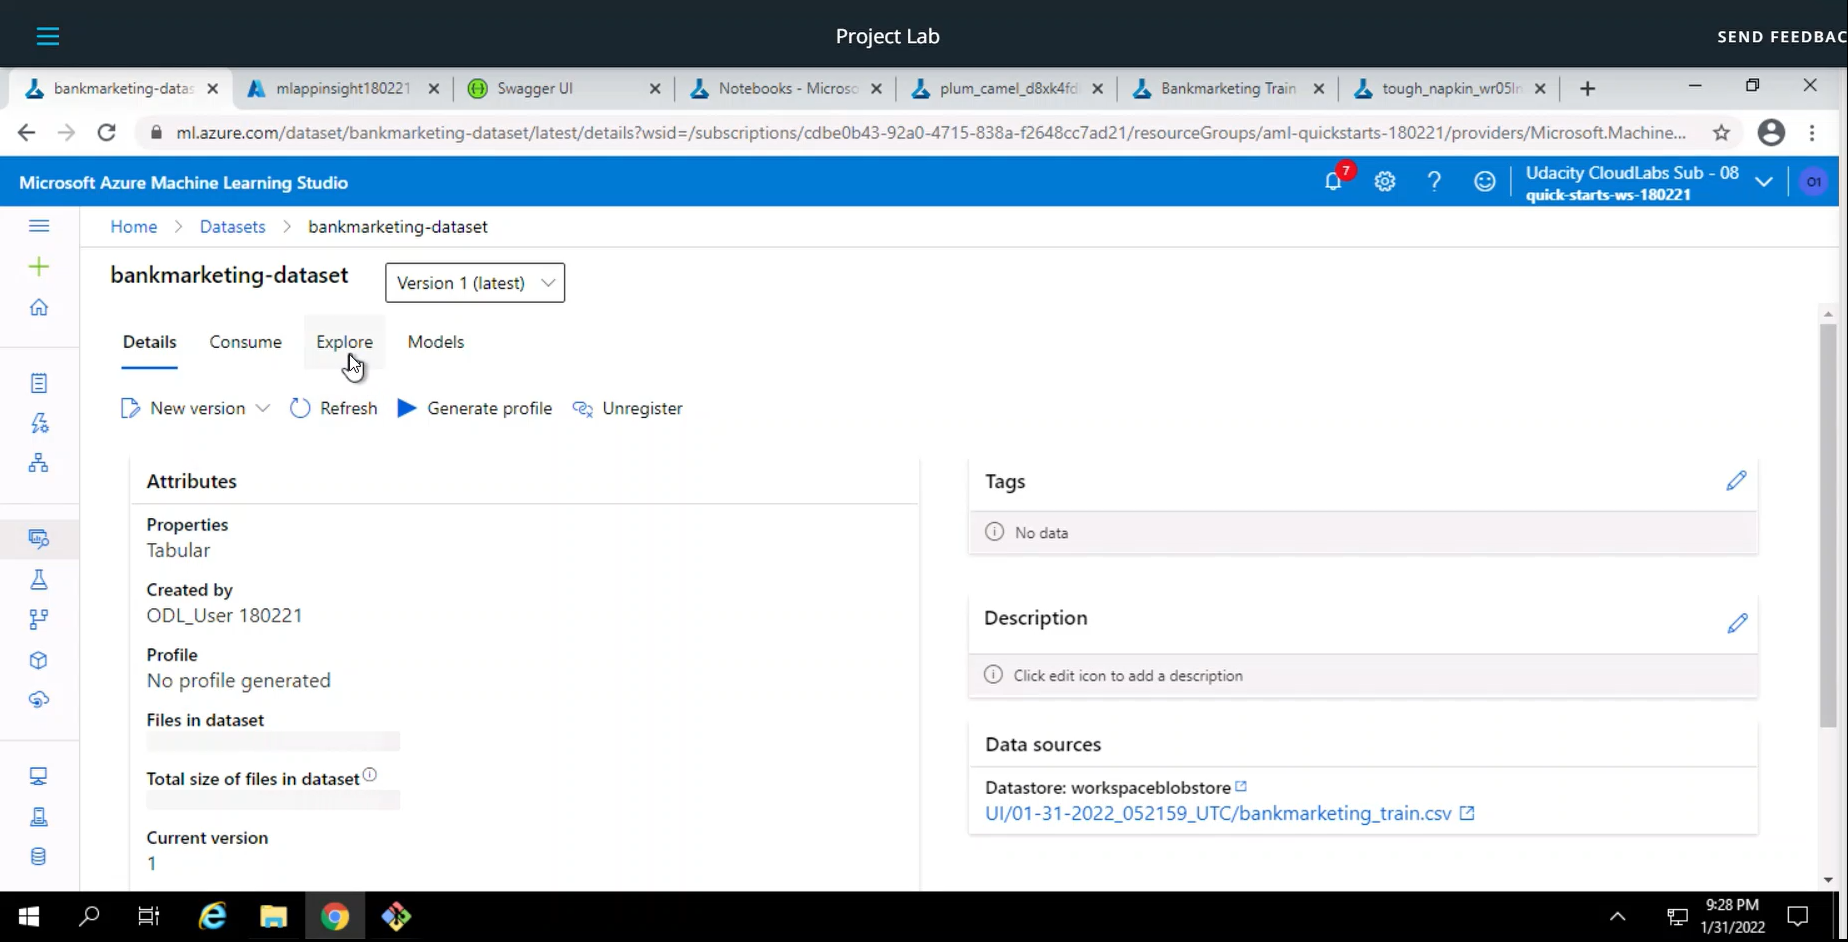 Project Lab
SEND FEEDBAC
bankmarketing-datas
mlappinsight180221
Swagger UI
Notebooks - Microso
plum_camel_d8xk4fd
Bankmarketing Train
tough_napkin_wr05ln
ml.azure.com/dataset/bankmarketing-dataset/latest/details?wsid=/subscriptions/cdbe0b43-92a0-4715-838a-f2648cc7ad21/resourceGroups/aml-quickstarts-180221/providers/Microsoft.Machine...
Microsoft Azure Machine Learning Studio
7
Udacity CloudLabs Sub - 08
quick-starts-ws-180221
O1
Home > Datasets > bankmarketing-dataset
bankmarketing-dataset
Version 1 (latest)
Details Consume Explore Models
New version Refresh Generate profile Unregister
Attributes
Properties
Tabular
Created by
ODL_User 180221
Profile
No profile generated
Files in dataset
Total size of files in dataset
Current version
1
Tags
No data
Description
Click edit icon to add a description
Data sources
Datastore: workspaceblobstore
UI/01-31-2022_052159_UTC/bankmarketing_train.csv
9:28 PM
1/31/2022